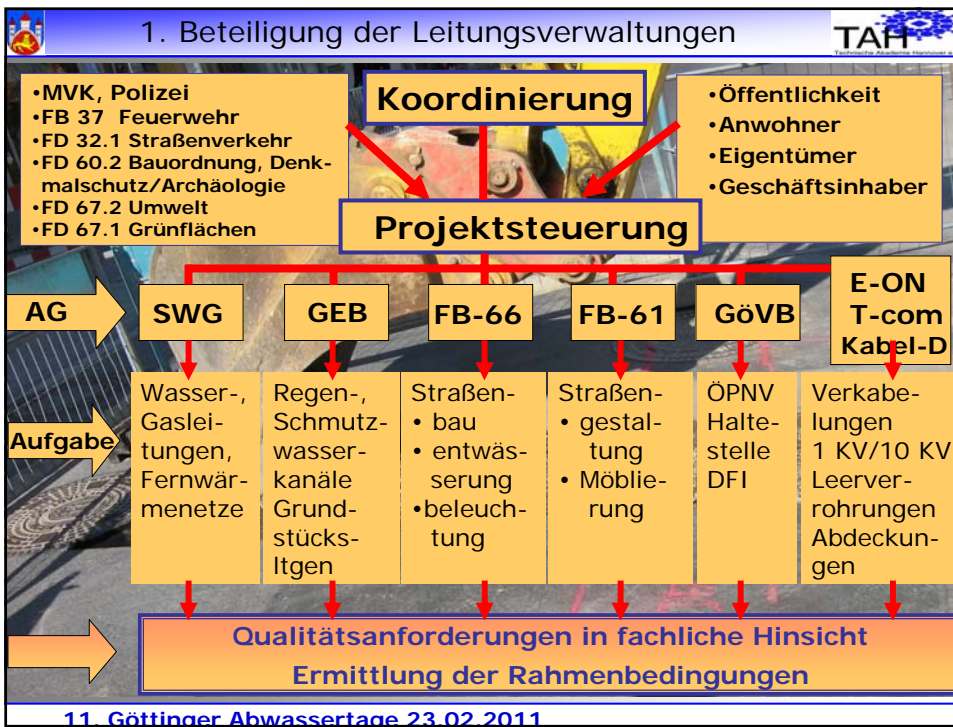 1. Beteiligung der Leitungsverwaltungen
TAH
Technische Akademie Hannover e.
•MVK, Polizei
•FB 37 Feuerwehr
•FD 32.1 Straßenverkehr
•FD 60.2 Bauordnung, Denk-
malschutz/Archäologie
•FD 67.2 Umwelt
•FD 67.1 Grünflächen
Koordinierung
•Öffentlichkeit
•Anwohner
•Eigentümer
•Geschäftsinhaber
Projektsteuerung
AG
SWG
GEB
FB-66
FB-61
GöVB
E-ON
T-com
Kabel-D
Aufgabe
Wasser-,
Gaslei-
tungen,
Fernwär-
menetze
Regen-,
Schmutz-
wasser-
kanäle
Grund-
stücks-
ltgen
Straßen-
• bau
• entwäs-
serung
•beleuch-
tung
Straßen-
• gestal-
tung
• Möblie-
rung
ÖPNV
Halte-
stelle
DFI
Verkabe-
lungen
1 KV/10 KV
Leerver-
rohrungen
Abdeckun-
gen
Qualitätsanforderungen in fachliche Hinsicht
Ermittlung der Rahmenbedingungen
11. Göttinger Abwassertage 23.02.2011